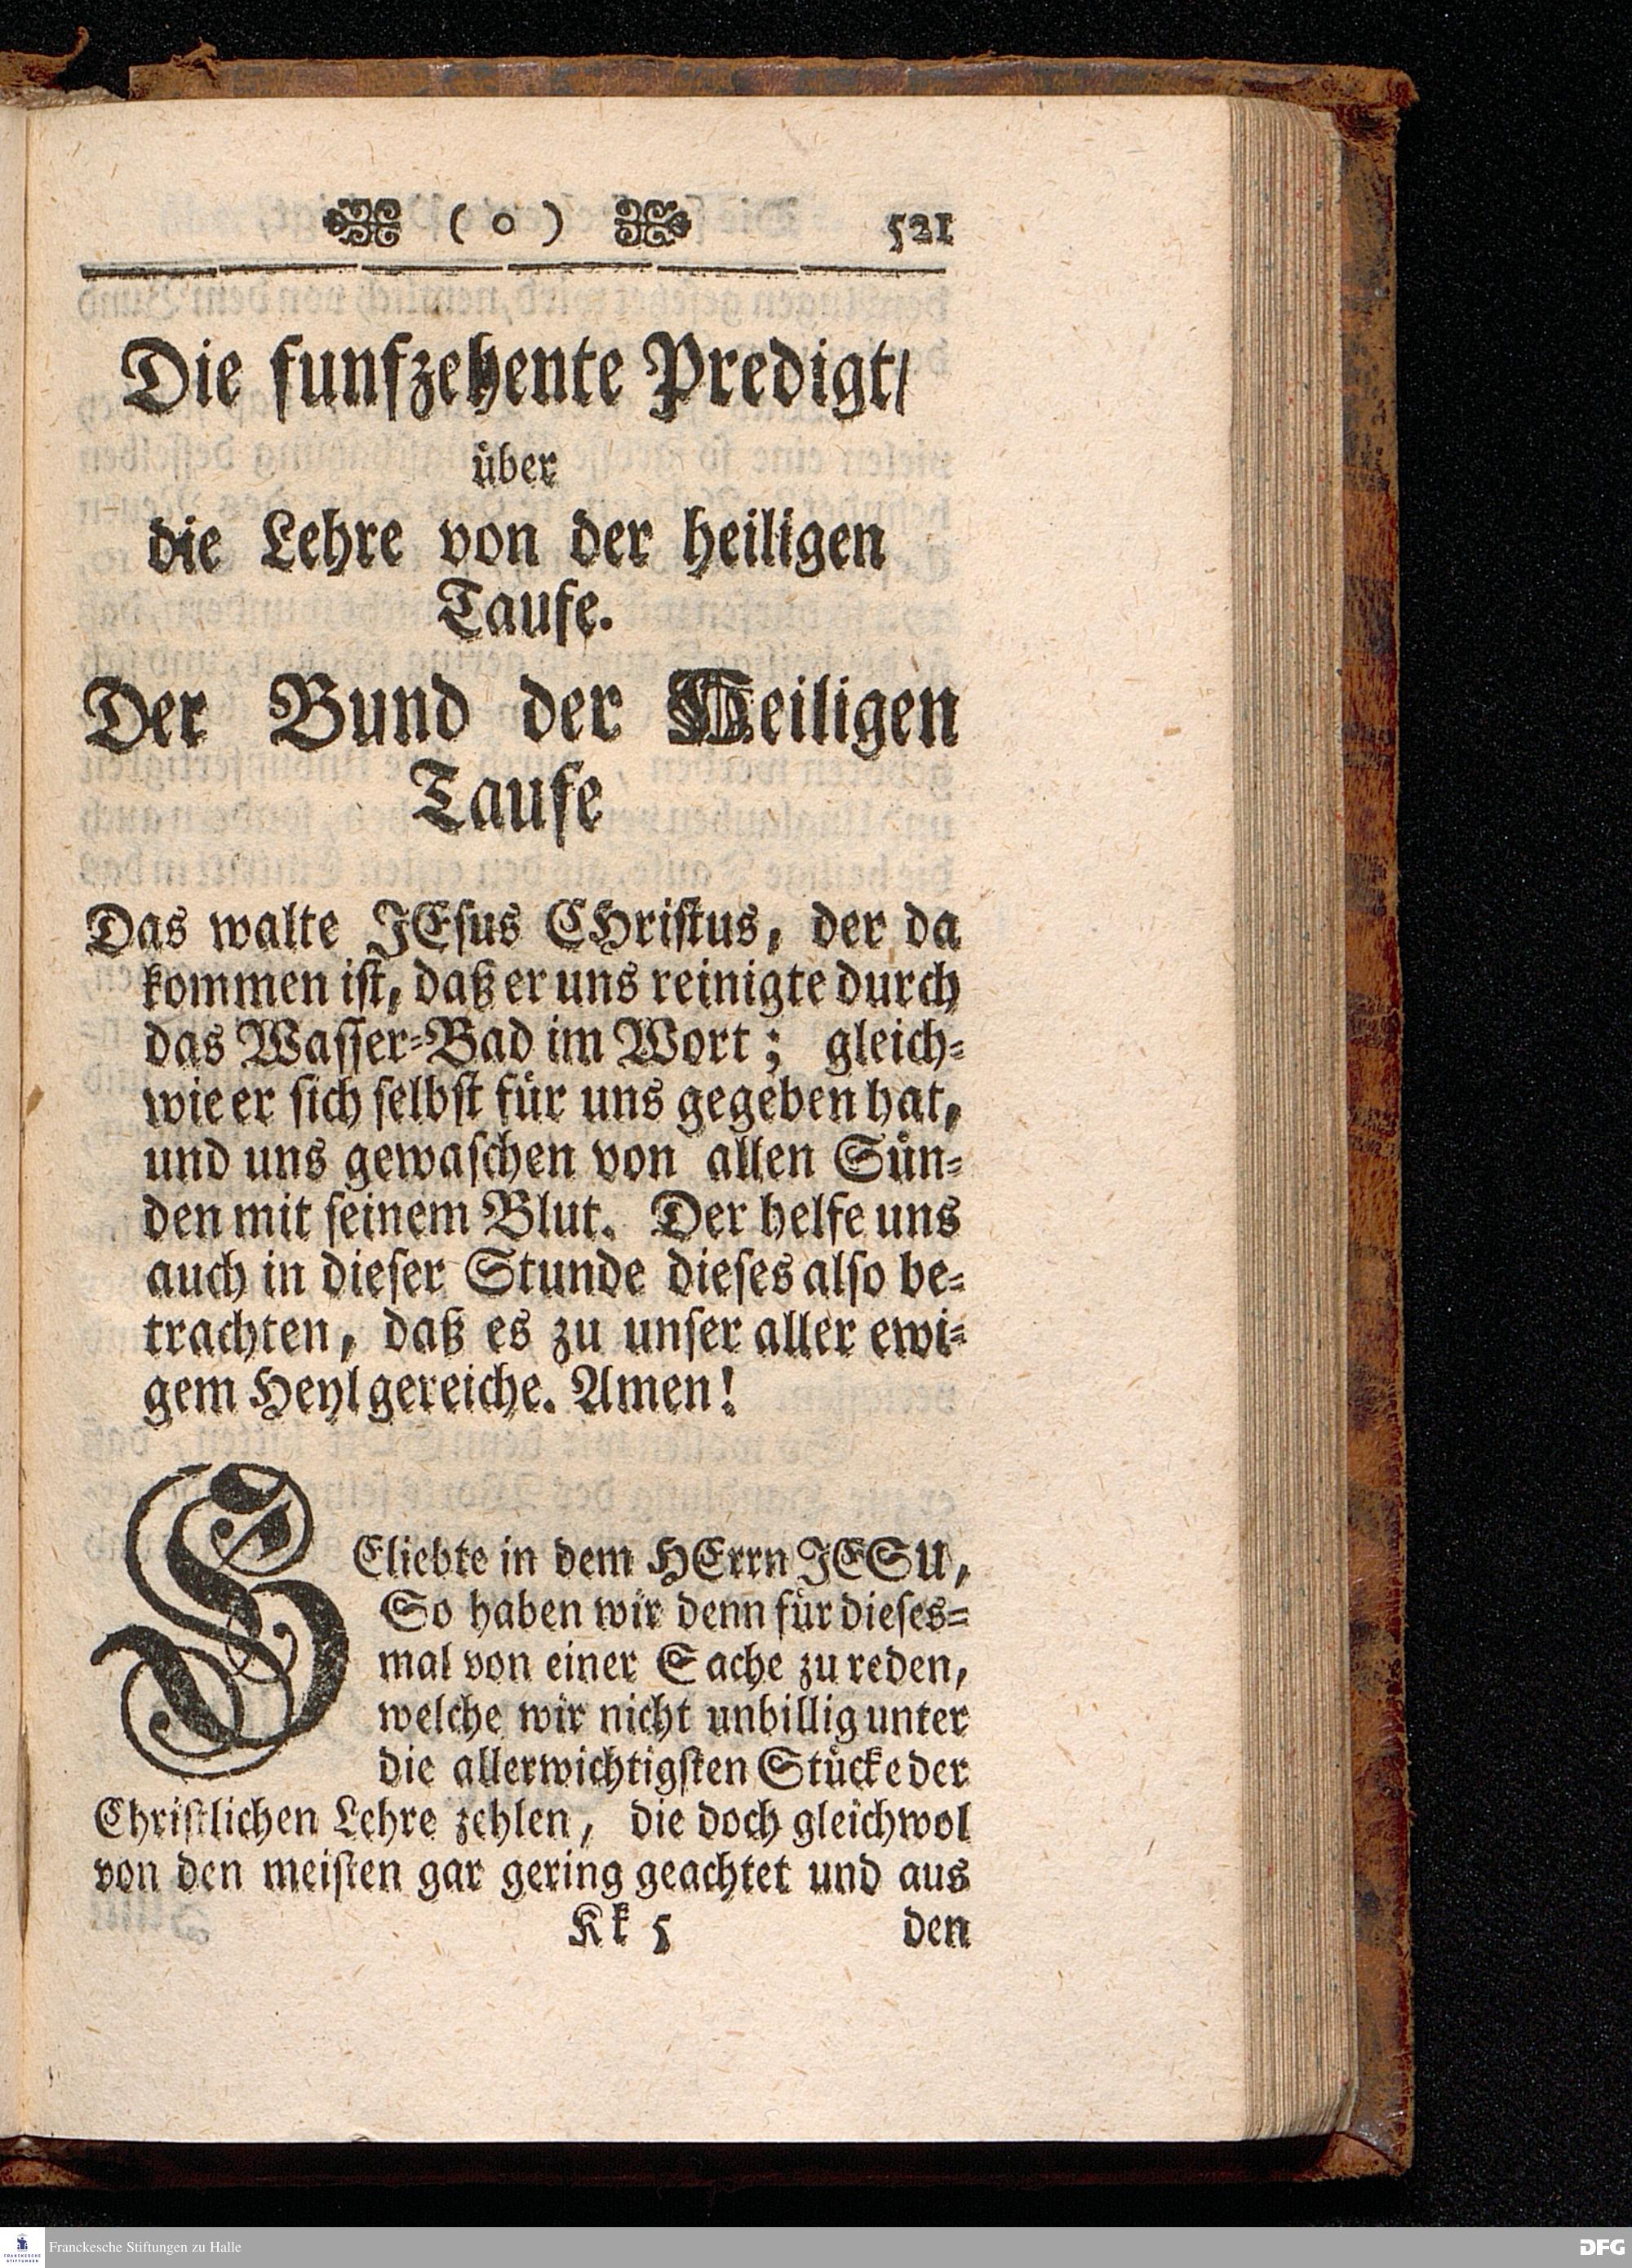 ( o ) 521
Die funfzehente Predigt/
über
die Lehre von der heiligen
Taufe.
Der Bund der Heiligen
Taufe
Das walte JEsus CHristus, der da
kommen ist, daß er uns reinigte durch
das Wasser-Bad im Wort; gleich-
wie er sich selbst für uns gegeben hat,
und uns gewaschen von allen Sün-
den mit seinem Blut. Der helfe uns
auch in dieser Stunde dieses also be-
trachten, daß es zu unser aller ewi-
gem Heyl gereiche. Amen!
GEliebte in dem HErrn JESU,
So haben wir denn für dieses-
mal von einer Sache zu reden,
welche wir nicht unbillig unter
die allerwichtigsten Stücke der
Christlichen Lehre zehlen, die doch gleichwol
von den meisten gar gering geachtet und aus
Kk 5 den
FRANCKESCHE STIFTUNGEN
Franckesche Stiftungen zu Halle
DFG